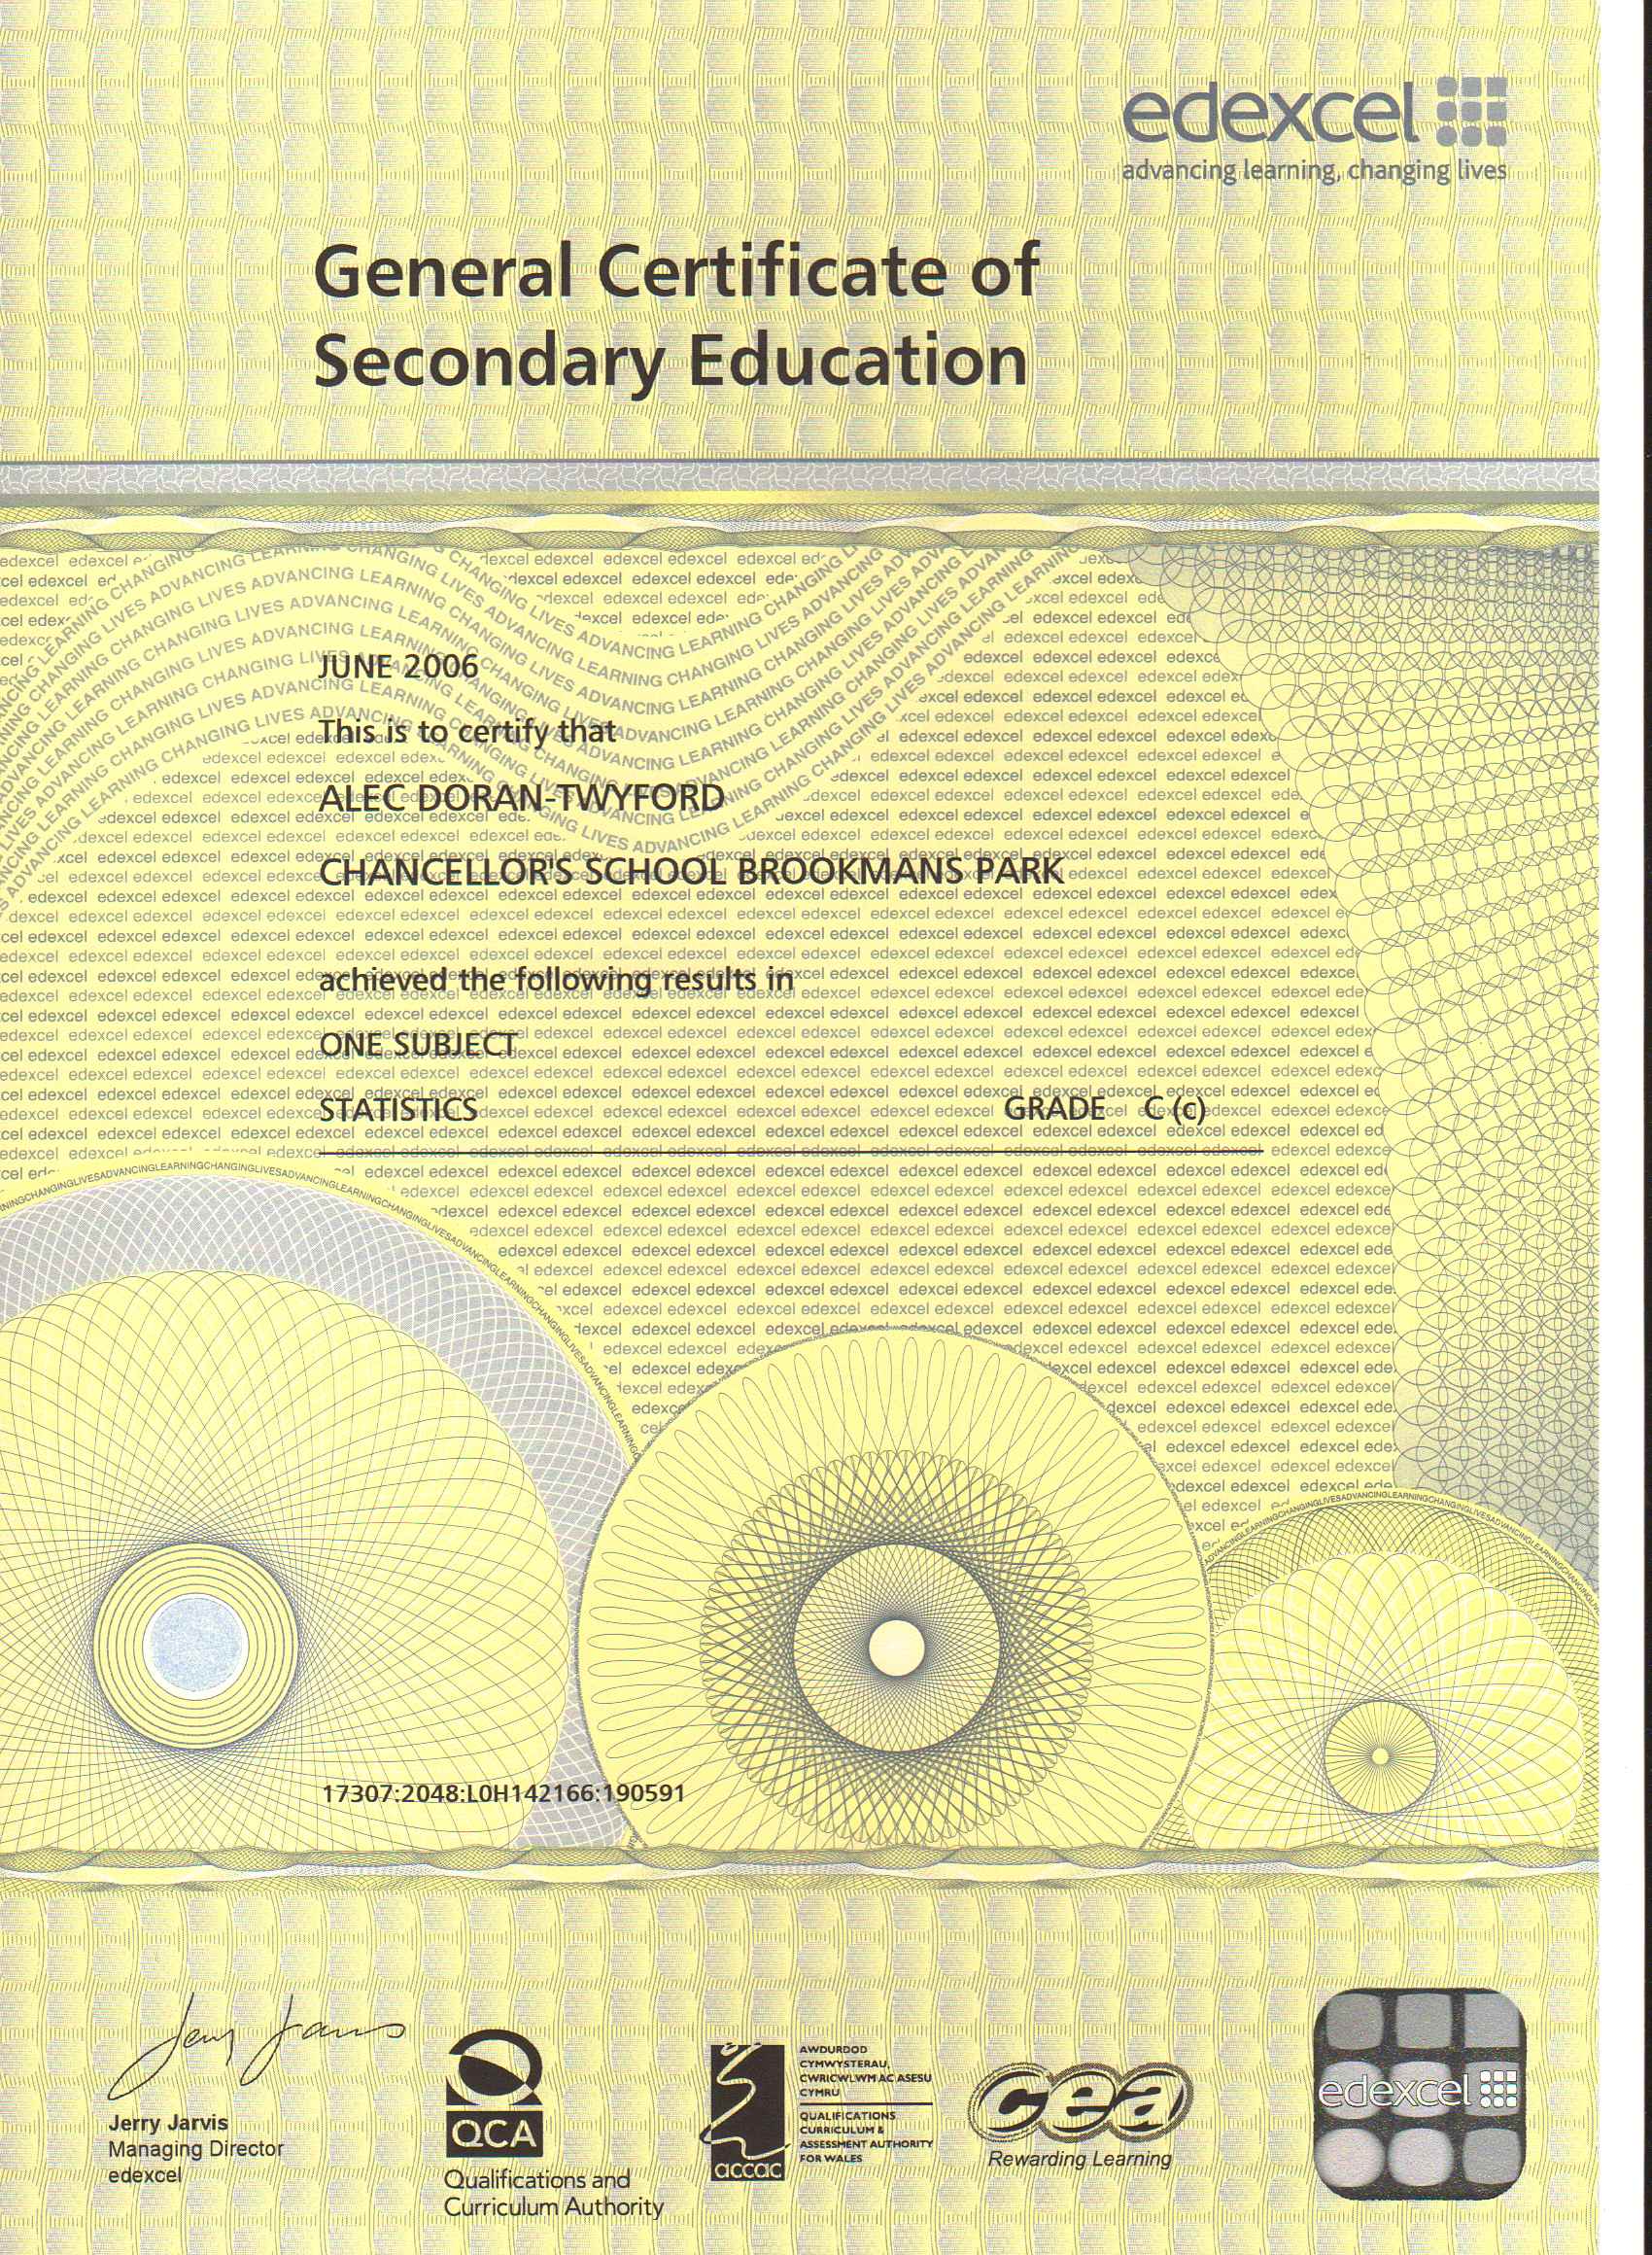 edexcel
advancing learning, changing lives
General Certificate of
Secondary Education
JUNE 2006
This is to certify that
ALEC DORAN-TWYFORD
CHANCELLOR'S SCHOOL BROOKMANS PARK
achieved the following results in
ONE SUBJECT
STATISTICS GRADE C (c)
17307:2048:L0H142166:190591
Jerry Jarvis
Managing Director
edexcel
QCA
Qualifications and
Curriculum Authority
accac
AWDURDOD
CYMWYSTERAU,
CWRICWLWM AC ASESU
CYMRU
QUALIFICATIONS
CURRICULUM &
ASSESSMENT AUTHORITY
FOR WALES
cea
Rewarding Learning
edexcel